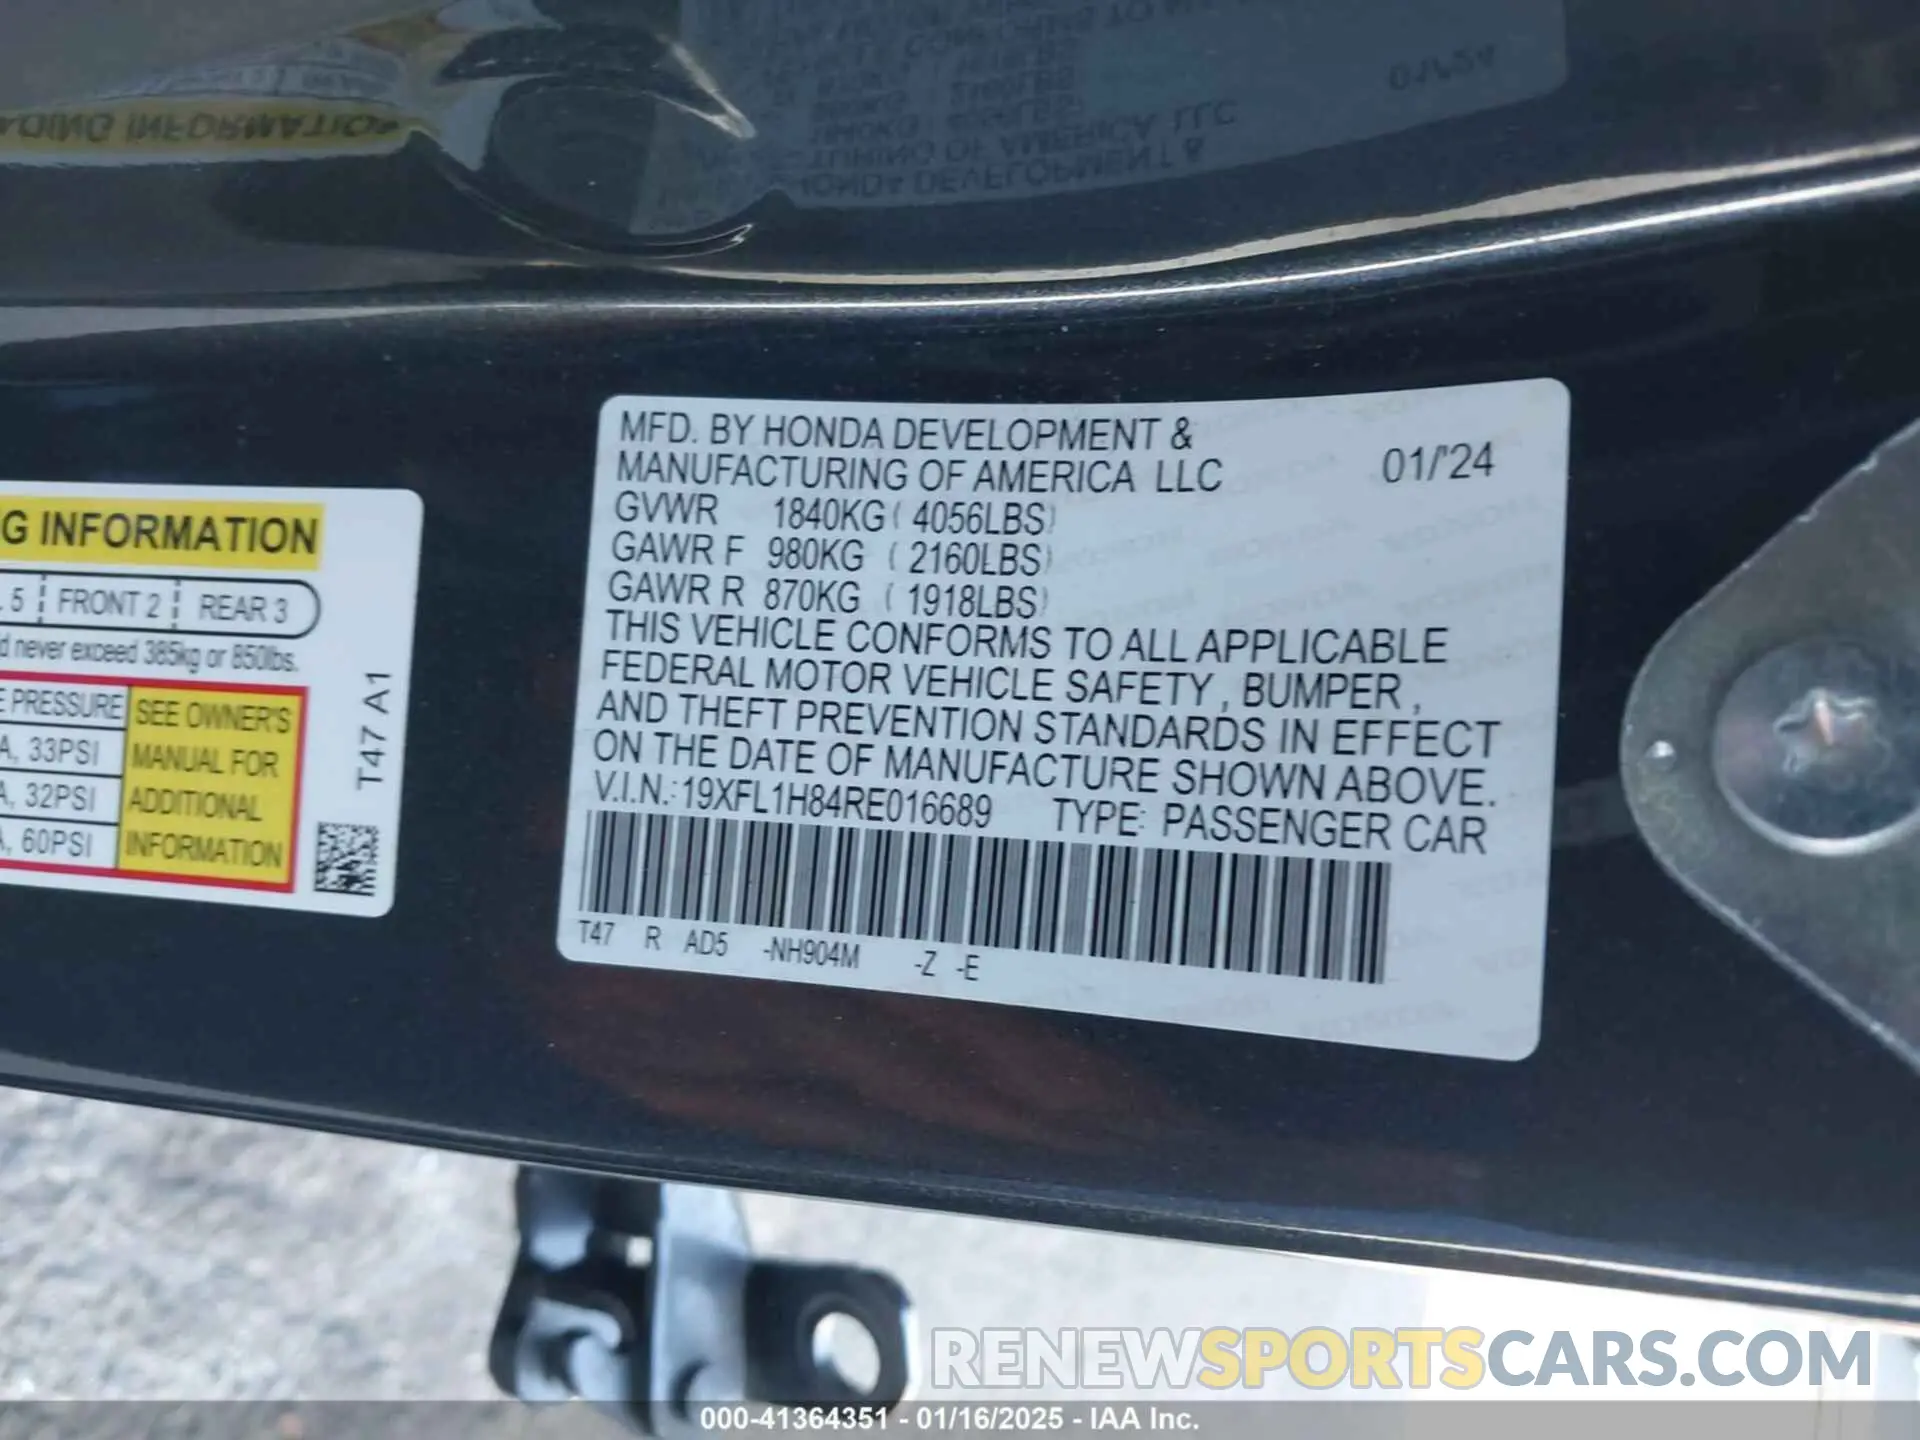 G INFORMATION
. 5 FRONT 2 REAR 3
d never exceed 385kg or 850lbs.
E PRESSURE
A, 33PSI
A, 32PSI
A, 60PSI
SEE OWNER'S
MANUAL FOR
ADDITIONAL
INFORMATION
T47 A1
MFD. BY HONDA DEVELOPMENT &
MANUFACTURING OF AMERICA LLC 01/'24
GVWR 1840KG ( 4056LBS)
GAWR F 980KG ( 2160LBS)
GAWR R 870KG ( 1918LBS)
THIS VEHICLE CONFORMS TO ALL APPLICABLE
FEDERAL MOTOR VEHICLE SAFETY , BUMPER ,
AND THEFT PREVENTION STANDARDS IN EFFECT
ON THE DATE OF MANUFACTURE SHOWN ABOVE.
V.I.N.: 19XFL1H84RE016689 TYPE: PASSENGER CAR
T47 R AD5 -NH904M -Z -E
RENEWSPORTSCARS.COM
000-41364351 - 01/16/2025 - IAA Inc.